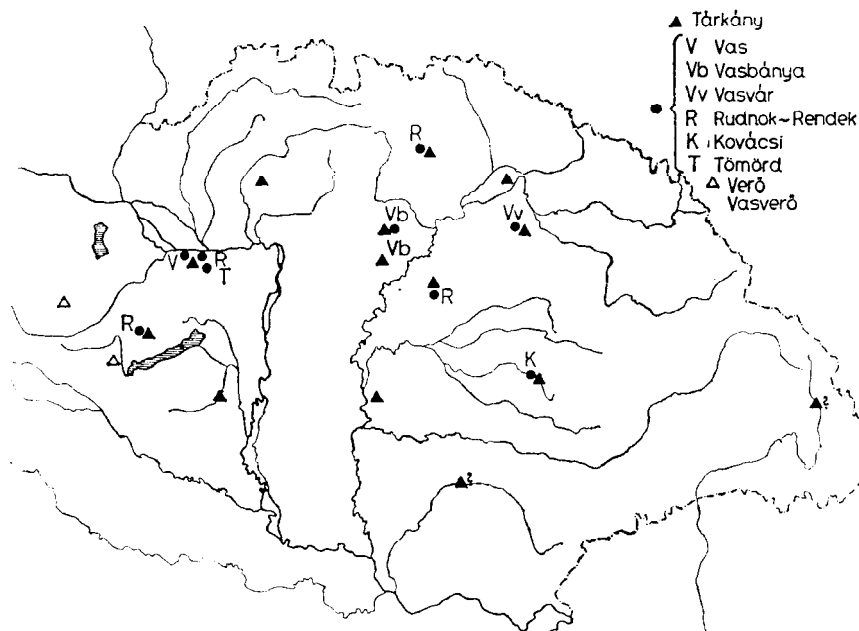 ▲ Tárkány
V Vas
Vb Vasbánya
Vv Vasvár
● R Rudnok~Rendek
K Kovácsi
T Tömörd
△ Verő
Vasverő
R
Vb
Vv
Vb
V R
T
R
R
K
?
?